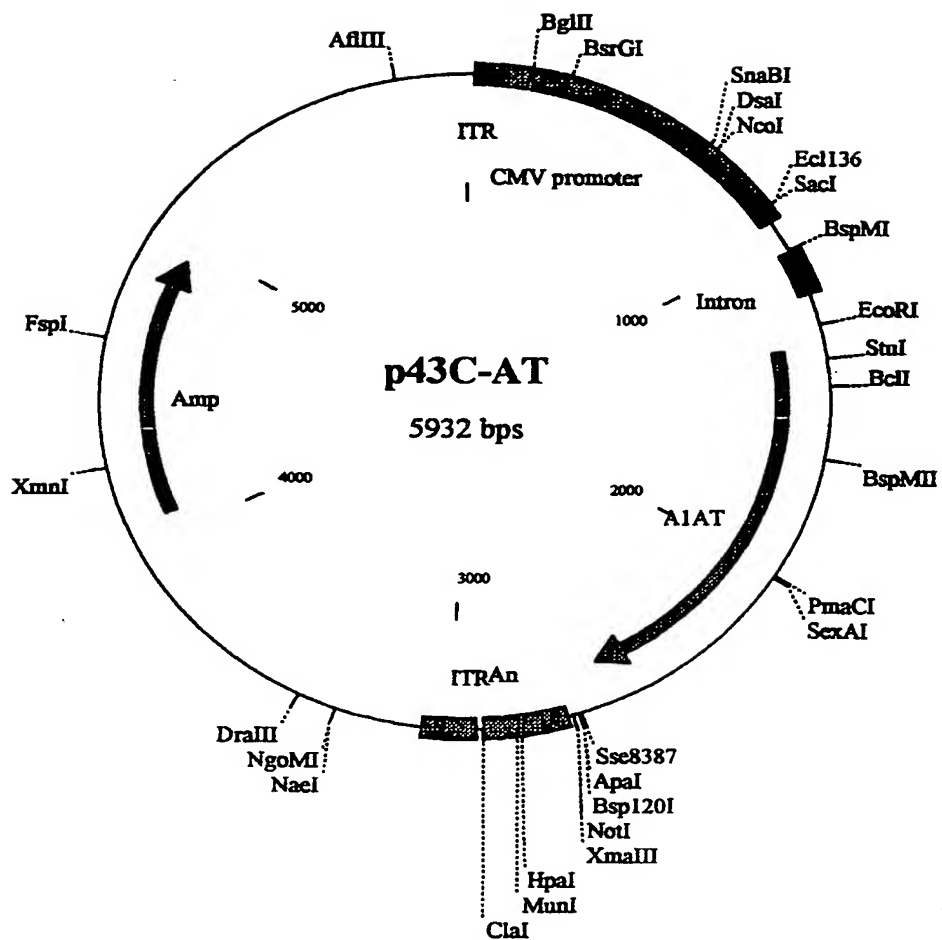 BglII
AflIII
BsrGI
SnaBI
DsaI
NcoI
ITR
Ecl136
SacI
CMV promoter
BspMI
5000
1000
Intron
EcoRI
FspI
StuI
p43C-AT
BclI
Amp
5932 bps
XmnI
4000
2000
BspMII
A1AT
3000
PmaCI
SexAI
ITR An
DraIII
NgoMI
NaeI
Sse8387
ApaI
Bsp120I
NotI
XmaIII
HpaI
MunI
ClaI